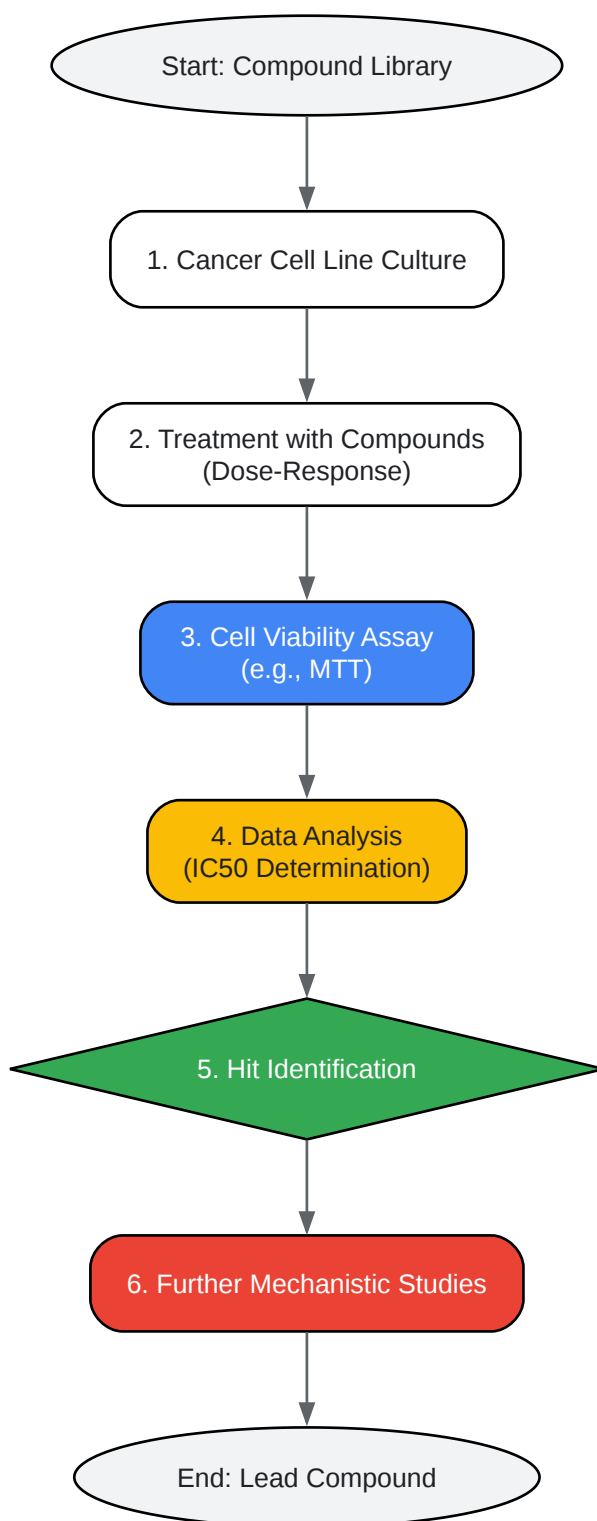 Start: Compound Library
1. Cancer Cell Line Culture
2. Treatment with Compounds
(Dose-Response)
3. Cell Viability Assay
(e.g., MTT)
4. Data Analysis
(IC50 Determination)
5. Hit Identification
6. Further Mechanistic Studies
End: Lead Compound